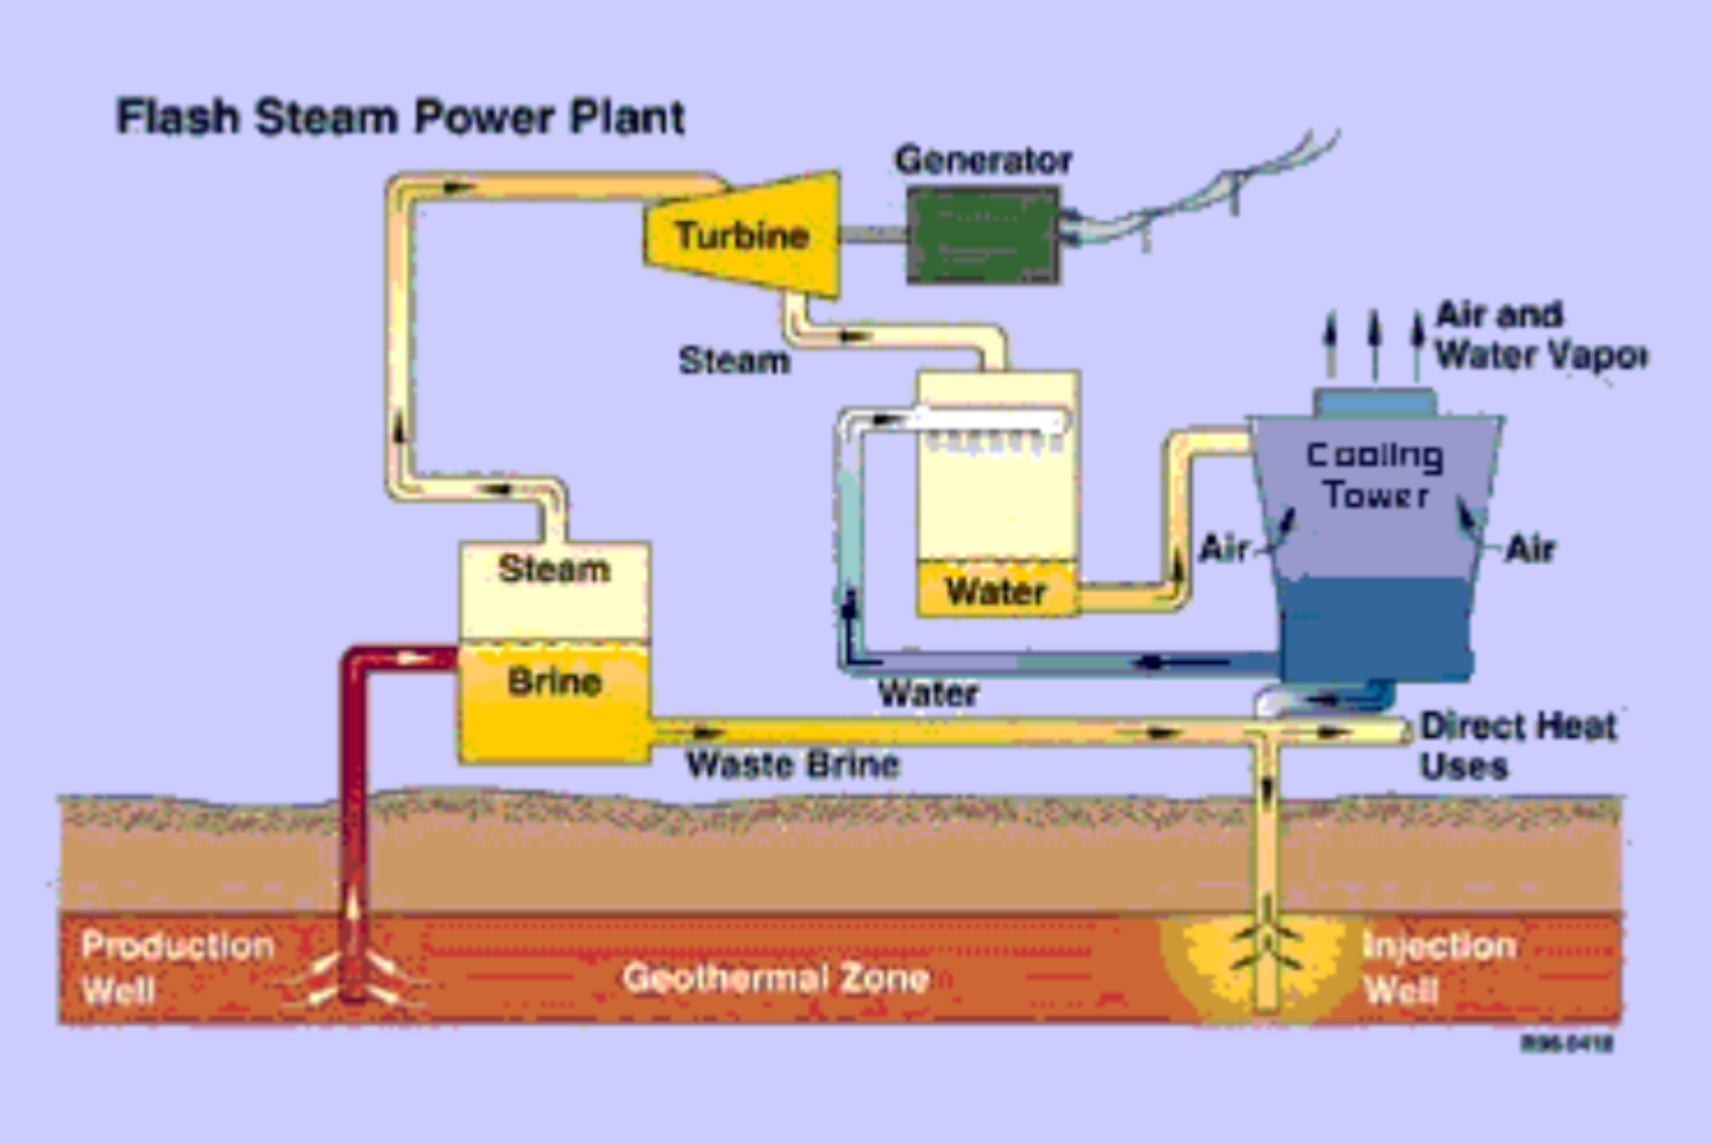 Flash Steam Power Plant
Generator
Turbine
Air and
Water Vapor
Steam
Cooling
Tower
Air
Air
Steam
Water
Brine
Water
Direct Heat
Uses
Waste Brine
Production
Well
Geothermal Zone
Injection
Well